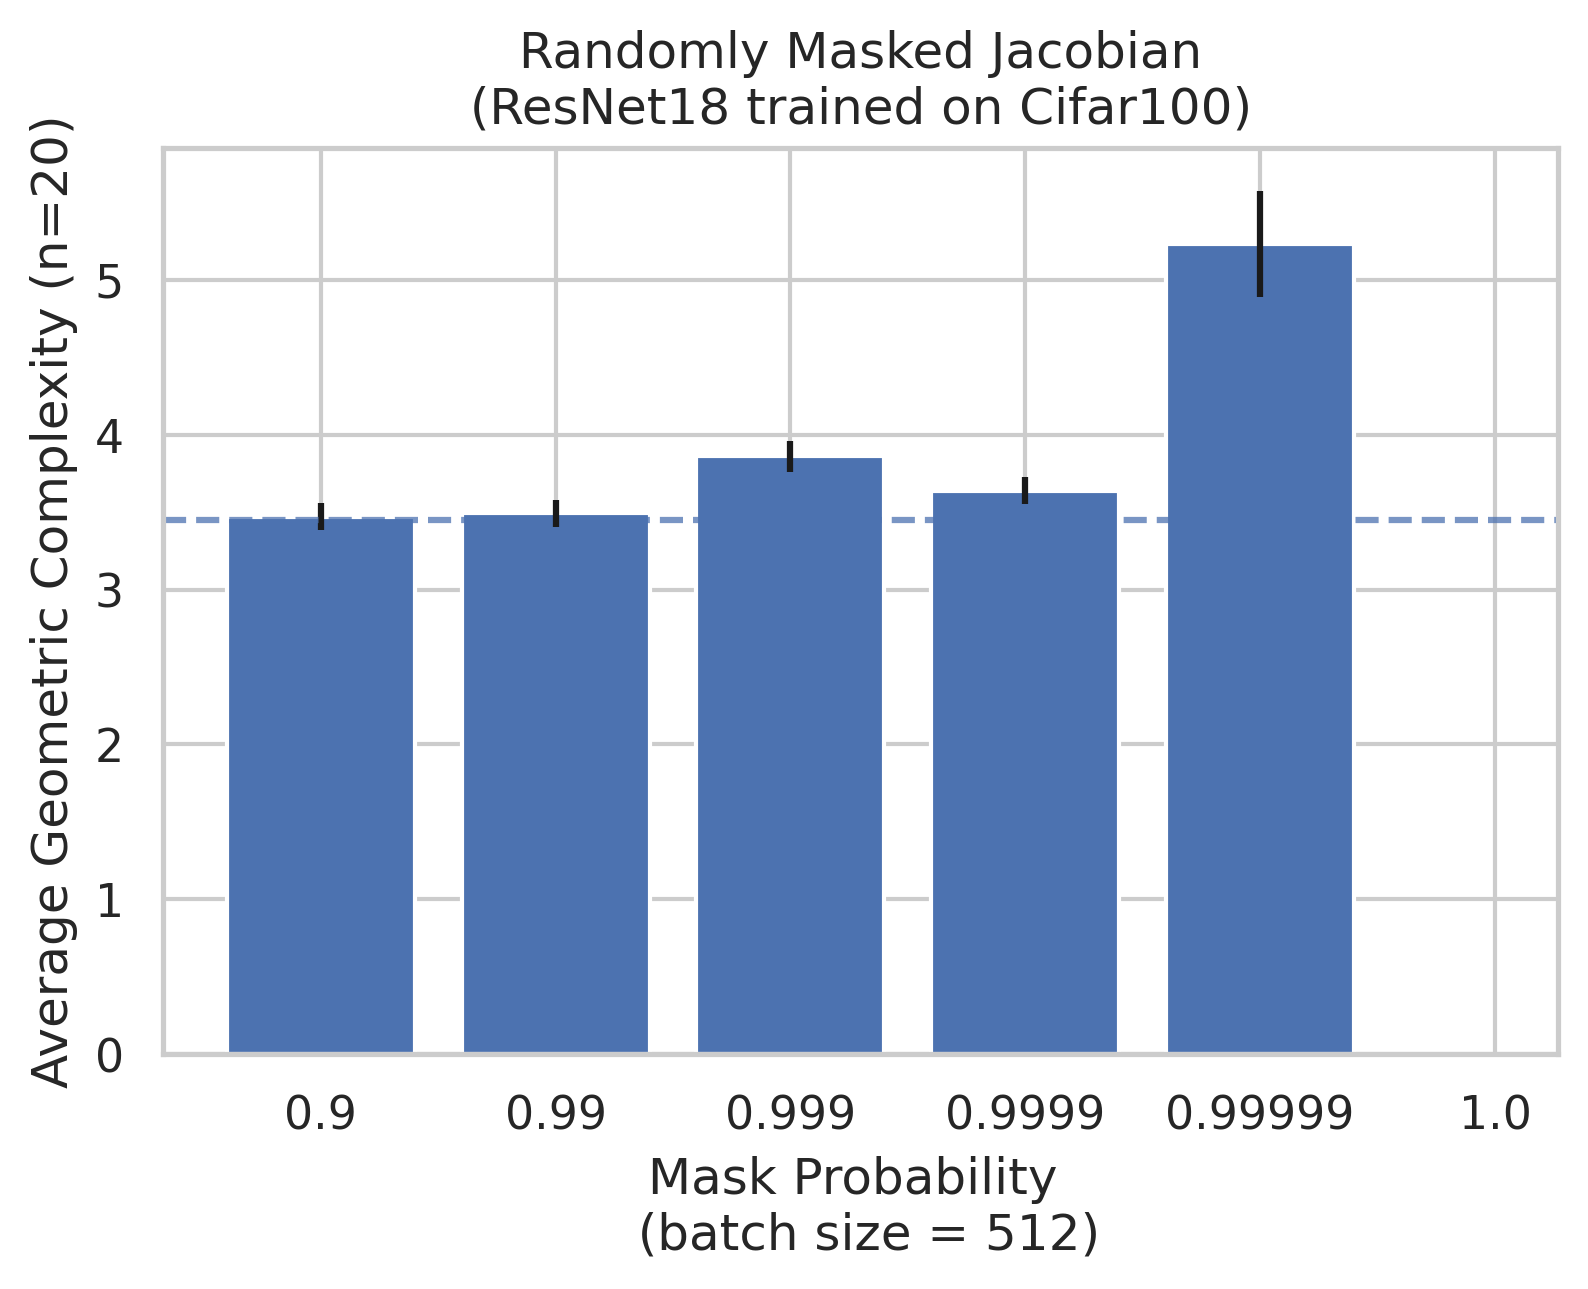 Randomly Masked Jacobian
(ResNet18 trained on Cifar100)
Average Geometric Complexity (n=20)
5
4
3
2
1
0
0.9 0.99 0.999 0.9999 0.99999 1.0
Mask Probability
(batch size = 512)